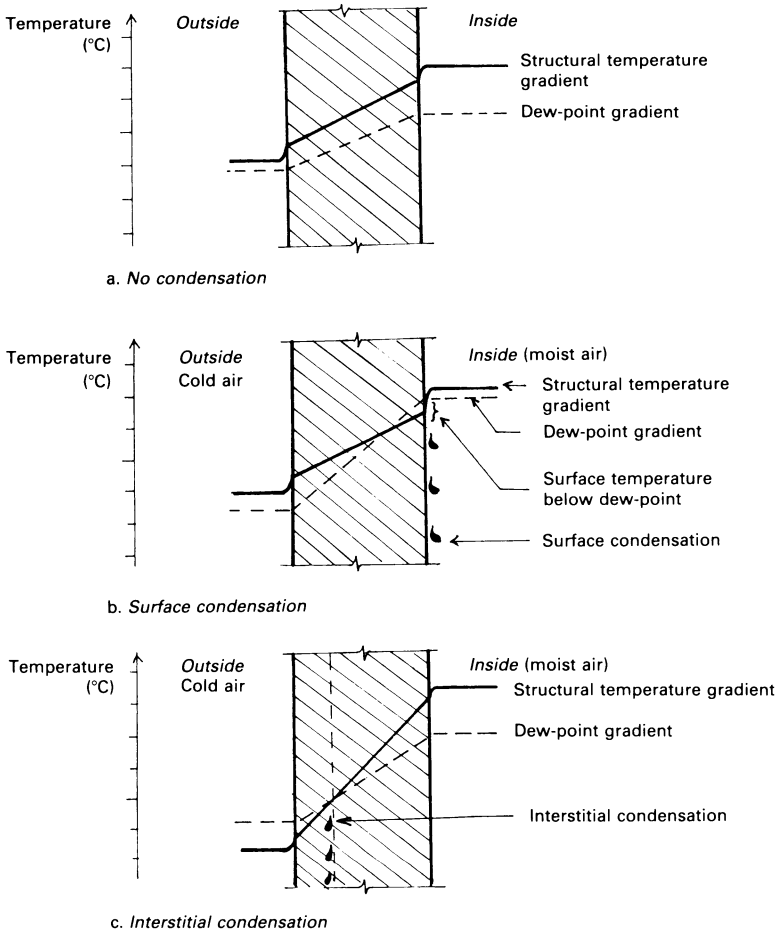 Temperature
(°C)
Outside
Inside
Structural temperature
gradient
Dew-point gradient
a. No condensation
Temperature
(°C)
Outside
Cold air
Inside (moist air)
Structural temperature
gradient
Dew-point gradient
Surface temperature
below dew-point
Surface condensation
b. Surface condensation
Temperature
(°C)
Outside
Cold air
Inside (moist air)
Structural temperature gradient
Dew-point gradient
Interstitial condensation
c. Interstitial condensation